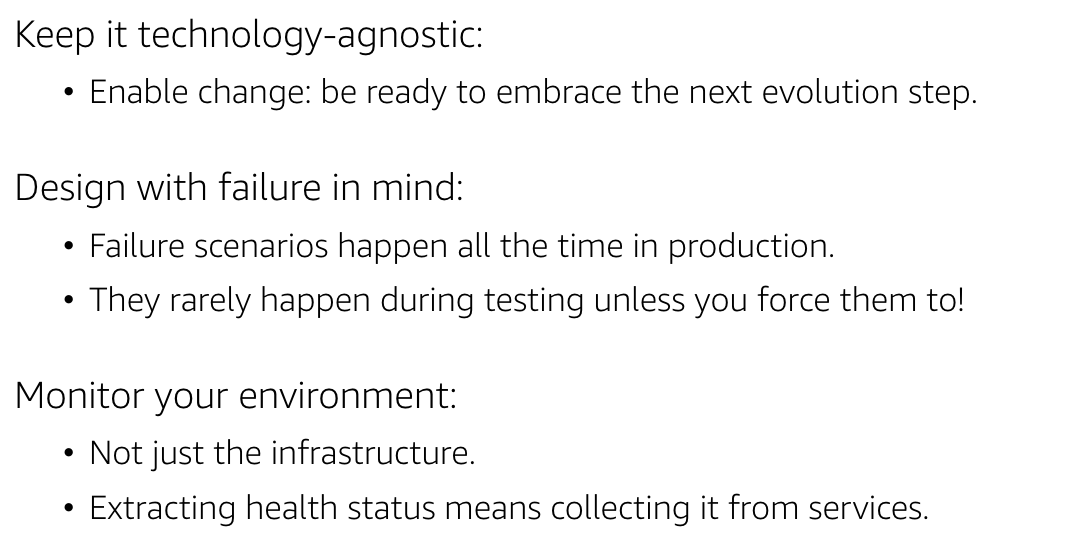 Keep it technology-agnostic:
• Enable change: be ready to embrace the next evolution step.
Design with failure in mind:
• Failure scenarios happen all the time in production.
• They rarely happen during testing unless you force them to!
Monitor your environment:
• Not just the infrastructure.
• Extracting health status means collecting it from services.